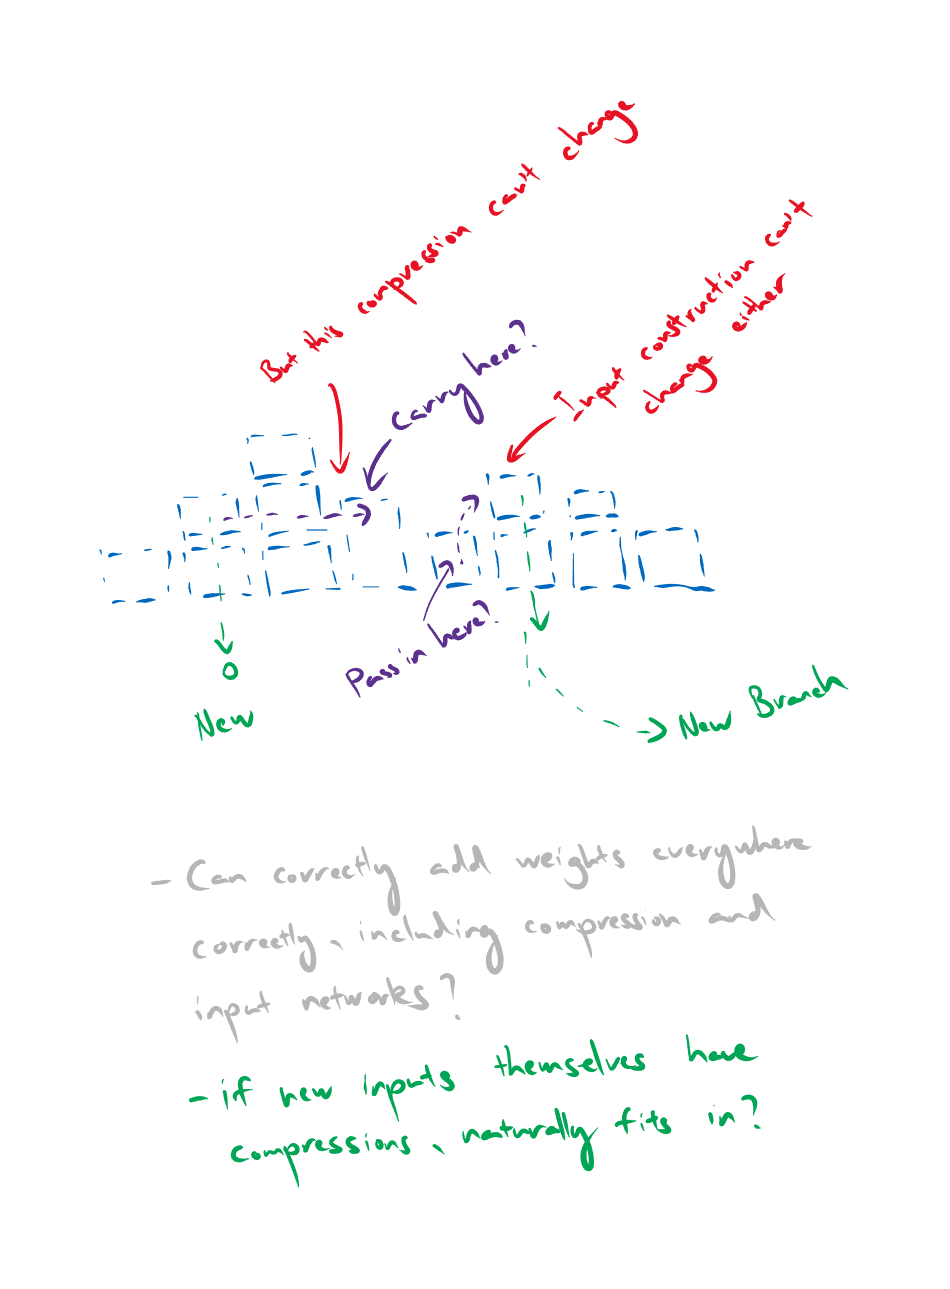 But this compression can't change
Input construction can't
change either
Carry here?
Pass in here?
New
New Branch
- Can correctly add weights everywhere
correctly, including compression and
input networks?
- if new inputs themselves have
compressions, naturally fits in?